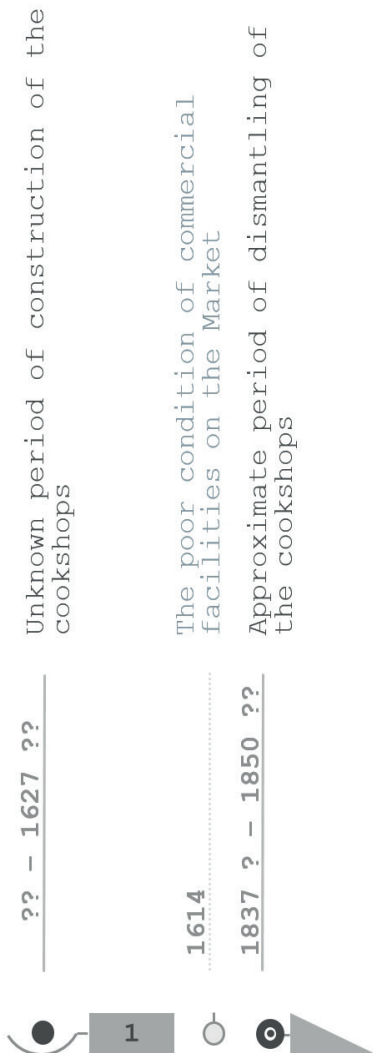 ?? – 1627 ??
Unknown period of construction of the
cookshops
1
1614
The poor condition of commercial
facilities on the Market
1837 ? – 1850 ??
Approximate period of dismantling of
the cookshops